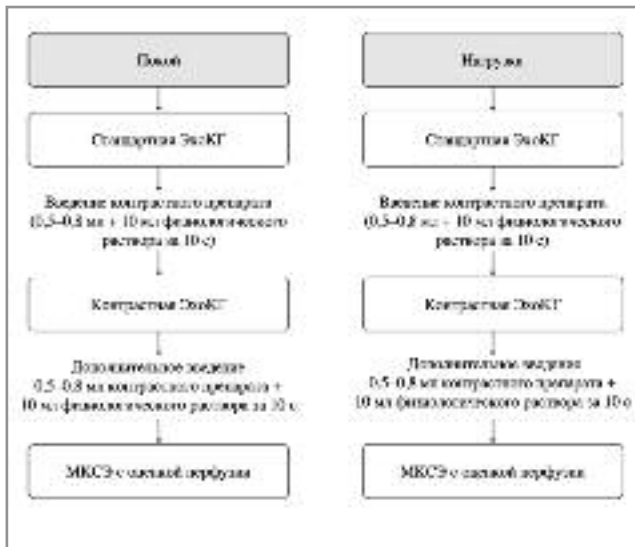 Покой
Стандартная ЭхоКГ
Введение контрастного препарата
(0,5–0,8 мл + 10 мл физиологического
раствора за 10 с)
Контрастная ЭхоКГ
Дополнительное введение
0,5–0,8 мл контрастного препарата +
10 мл физиологического раствора за 10 с
МКСЭ с оценкой перфузии
Нагрузка
Стандартная ЭхоКГ
Введение контрастного препарата
(0,5–0,8 мл + 10 мл физиологического
раствора за 10 с)
Контрастная ЭхоКГ
Дополнительное введение
0,5–0,8 мл контрастного препарата +
10 мл физиологического раствора за 10 с
МКСЭ с оценкой перфузии